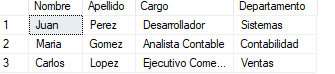 Nombre Apellido Cargo Departamento
1 Juan Perez Desarrollador Sistemas
2 Maria Gomez Analista Contable Contabilidad
3 Carlos Lopez Ejecutivo Come... Ventas